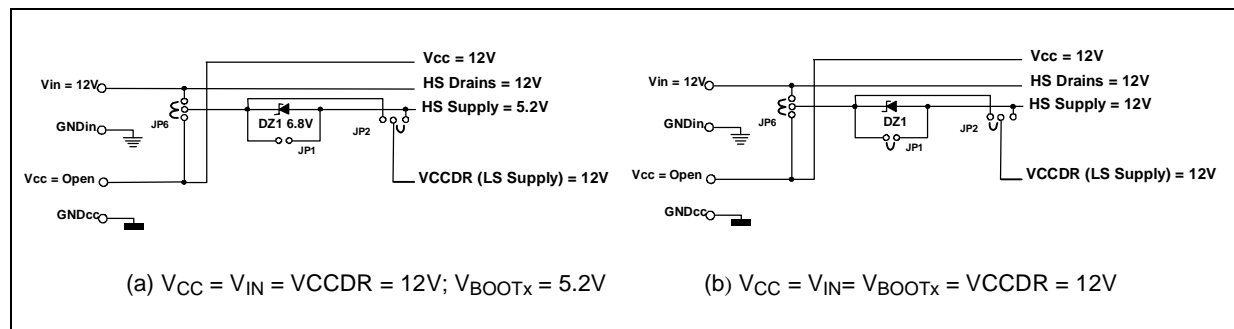 Vcc = 12V
Vin = 12V
HS Drains = 12V
HS Supply = 5.2V
JP6
DZ1 6.8V
JP2
GNDin
JP1
Vcc = Open
VCCDR (LS Supply) = 12V
GNDcc
(a) VCC = VIN = VCCDR = 12V; VBOOTx = 5.2V
Vcc = 12V
Vin = 12V
HS Drains = 12V
HS Supply = 12V
JP6
DZ1
JP2
GNDin
JP1
Vcc = Open
VCCDR (LS Supply) = 12V
GNDcc
(b) VCC = VIN= VBOOTx = VCCDR = 12V